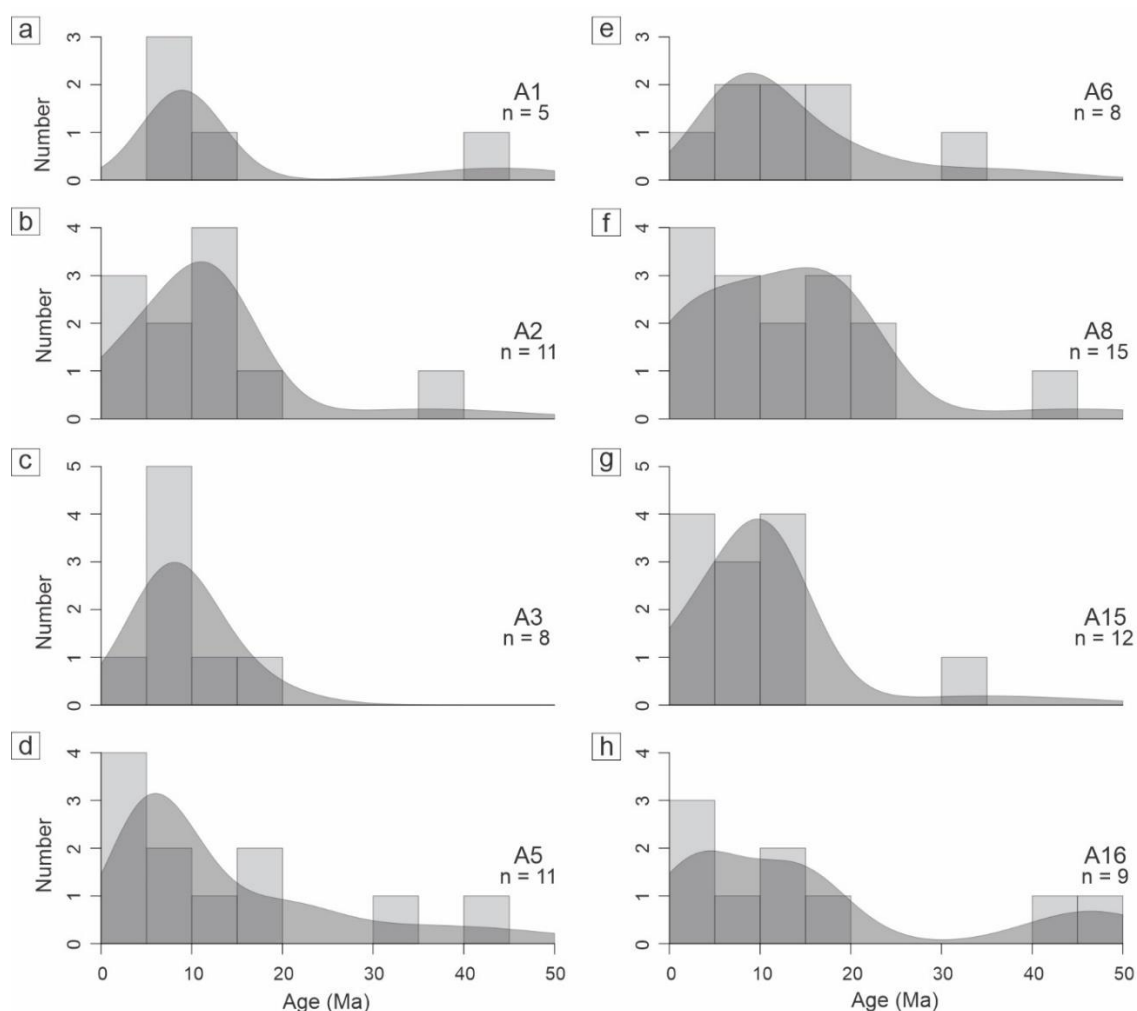 a
3
2
1
0
Number
A1
n = 5
b
4
3
2
1
0
Number
A2
n = 11
c
5
4
3
2
1
0
Number
A3
n = 8
d
4
3
2
1
0
Number
A5
n = 11
0 10 20 30 40 50
Age (Ma)
e
3
2
1
0
A6
n = 8
f
4
3
2
1
0
A8
n = 15
g
5
4
3
2
1
0
A15
n = 12
h
4
3
2
1
0
A16
n = 9
0 10 20 30 40 50
Age (Ma)